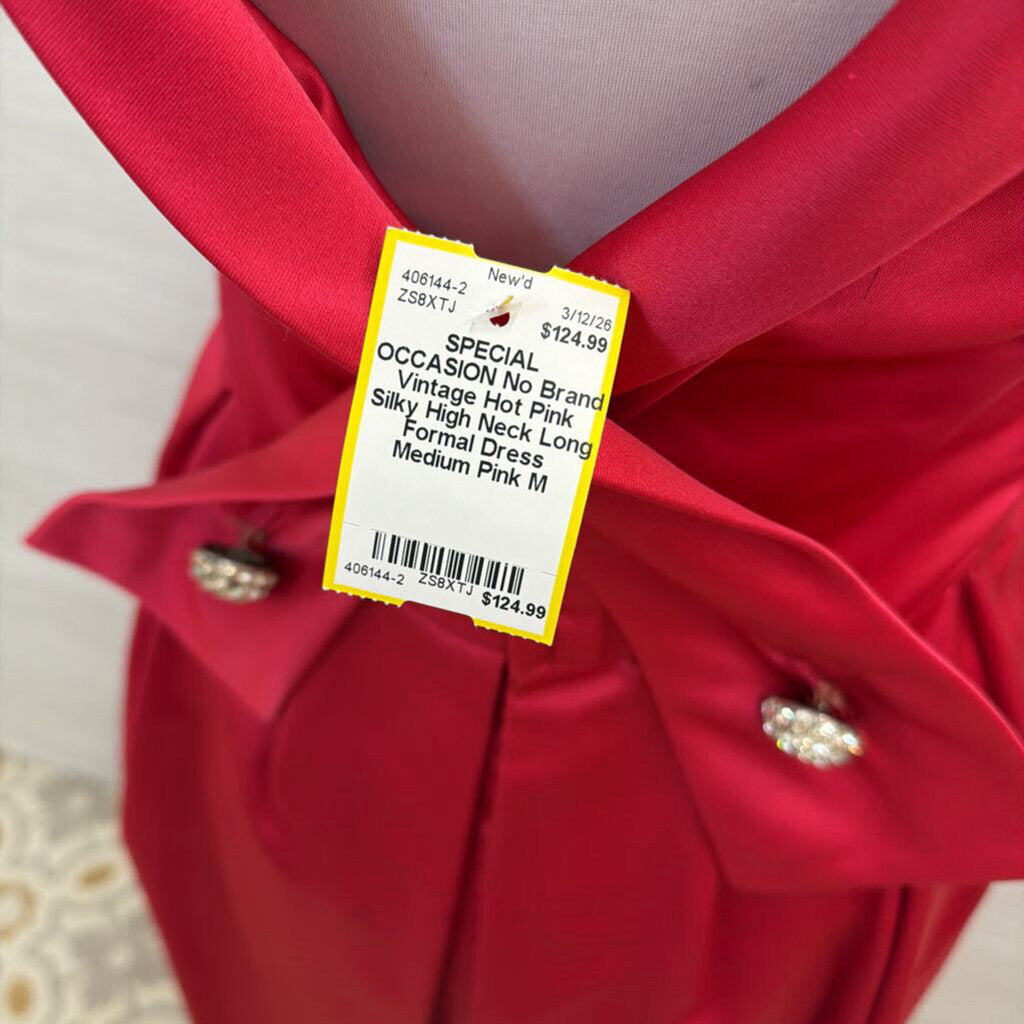 New'd
406144-2
ZS8XTJ
3/12/26
$124.99
SPECIAL
OCCASION No Brand
Vintage Hot Pink
Silky High Neck Long
Formal Dress
Medium Pink M
406144-2 ZS8XTJ $124.99